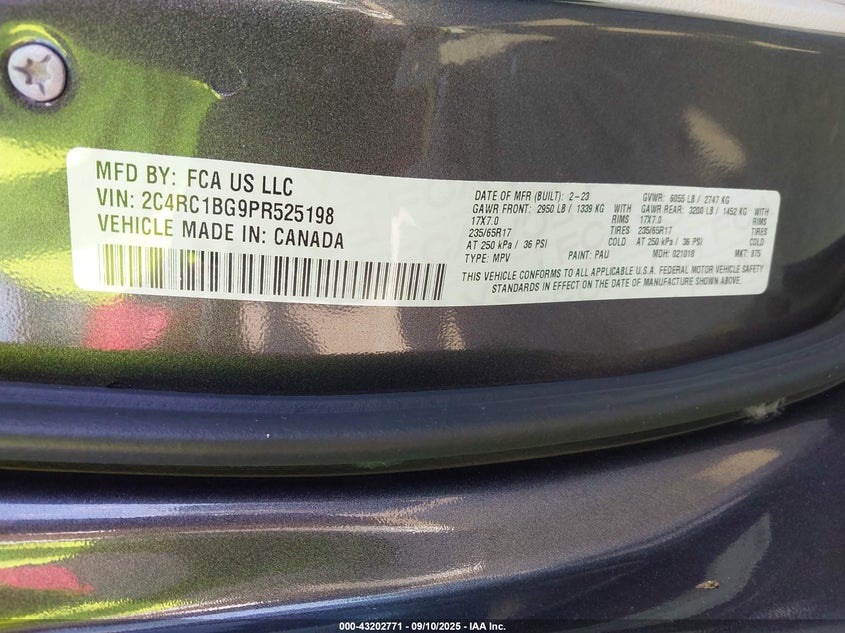 MFD BY: FCA US LLC
VIN: 2C4RC1BG9PR525198
VEHICLE MADE IN: CANADA
DATE OF MFR (BUILT): 2-23 GVWR: 6055 LB / 2747 KG
GAWR FRONT: 2950 LB / 1339 KG WITH GAWR REAR: 3200 LB / 1452 KG WITH
17X7.0 RIMS 17X7.0 RIMS
235/65R17 TIRES 235/65R17 TIRES
AT 250 kPa / 36 PSI COLD AT 250 kPa / 36 PSI COLD
TYPE: MPV PAINT: PAU MDH: 021018 MKT: 875
THIS VEHICLE CONFORMS TO ALL APPLICABLE U.S.A. FEDERAL MOTOR VEHICLE SAFETY
STANDARDS IN EFFECT ON THE DATE OF MANUFACTURE SHOWN ABOVE.
000-43202771 - 09/10/2025 - IAA Inc.